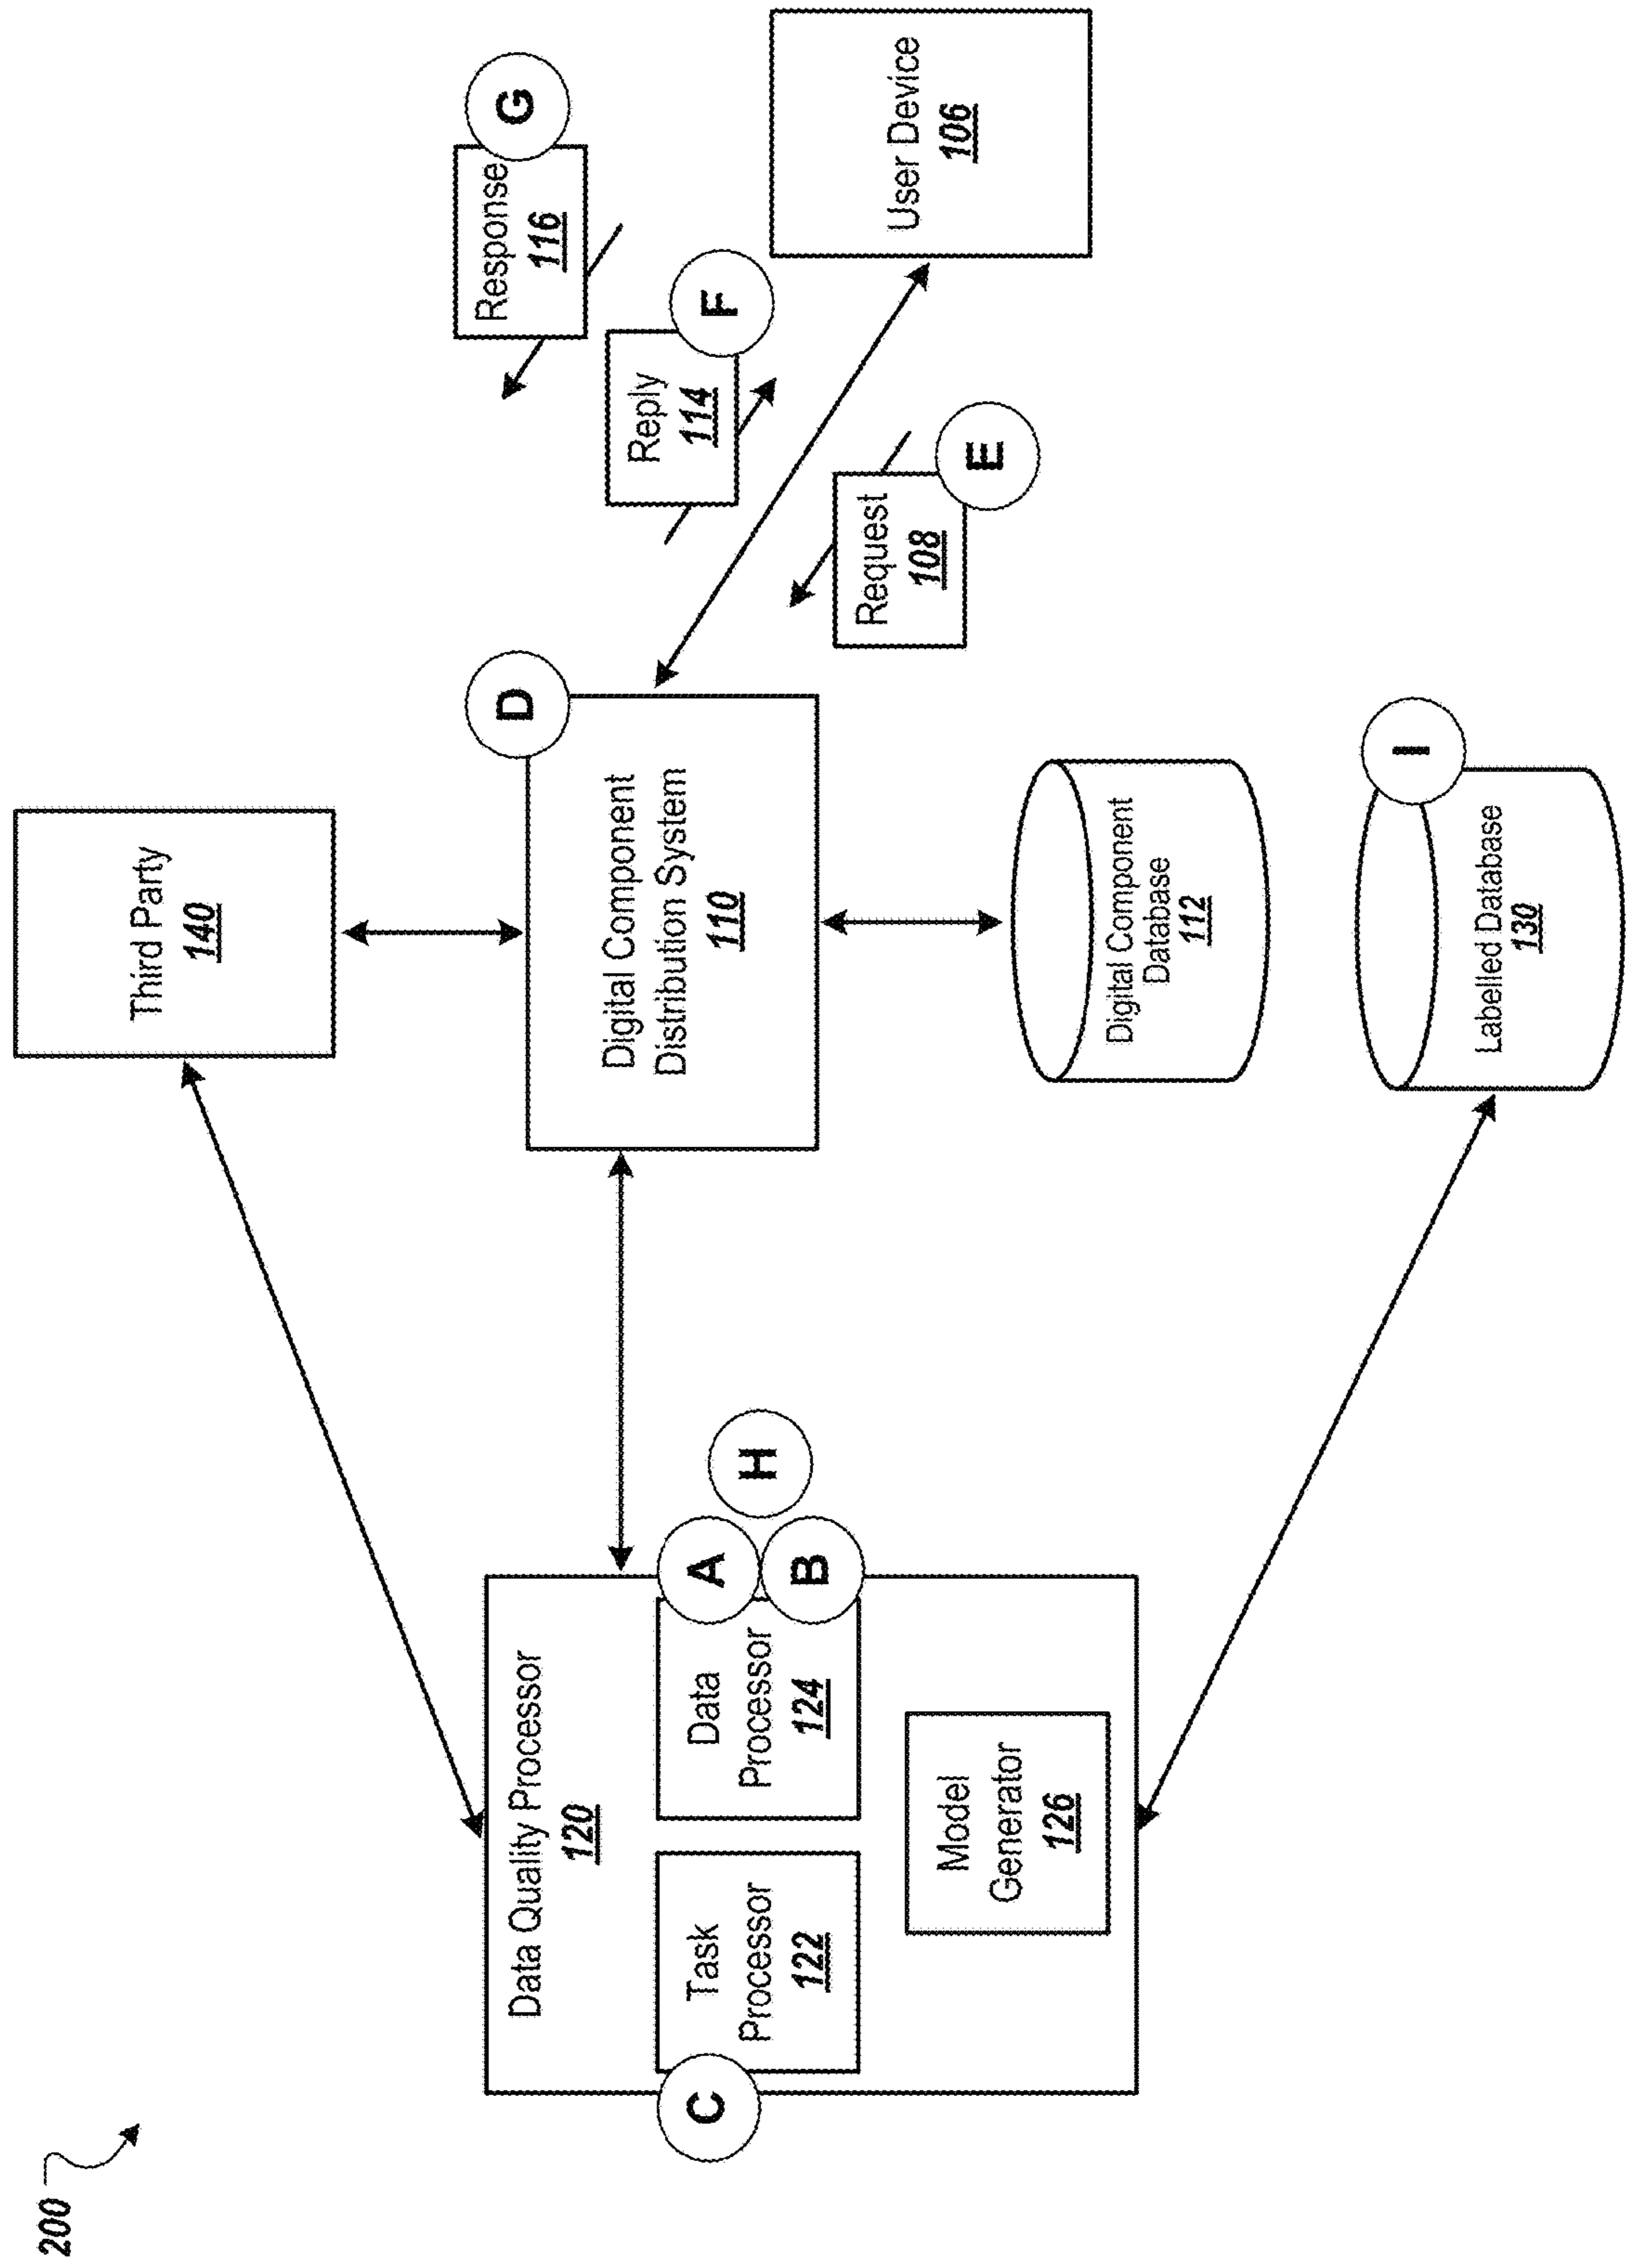 200
Third Party
140
Data Quality Processor
120
C
Task
Processor
122
Data
Processor
124
A
B
H
Model
Generator
126
D
Digital Component
Distribution System
110
Response
116
G
Reply
114
F
Request
108
E
User Device
106
Digital Component
Database
112
Labelled Database
130
I